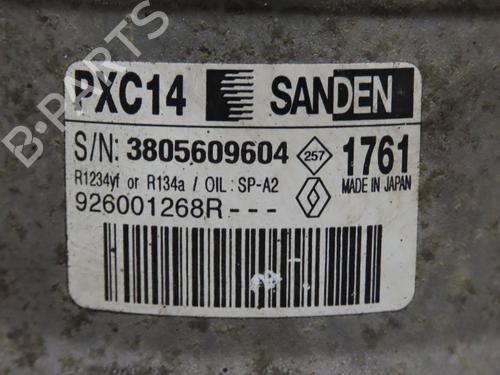 PXC14 SANDEN
S/N: 3805609604 257 1761
R1234yf or R134a / OIL: SP-A2 MADE IN JAPAN
926001268R---
B-PARTS